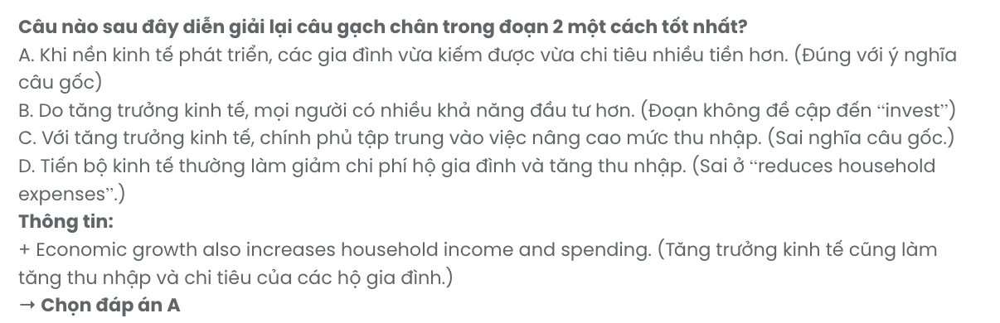 Câu nào sau đây diễn giải lại câu gạch chân trong đoạn 2 một cách tốt nhất?
A. Khi nền kinh tế phát triển, các gia đình vừa kiếm được vừa chi tiêu nhiều tiền hơn. (Đúng với ý nghĩa
câu gốc)
B. Do tăng trưởng kinh tế, mọi người có nhiều khả năng đầu tư hơn. (Đoạn không đề cập đến “invest”)
C. Với tăng trưởng kinh tế, chính phủ tập trung vào việc nâng cao mức thu nhập. (Sai nghĩa câu gốc.)
D. Tiến bộ kinh tế thường làm giảm chi phí hộ gia đình và tăng thu nhập. (Sai ở “reduces household
expenses”.)
Thông tin:
+ Economic growth also increases household income and spending. (Tăng trưởng kinh tế cũng làm
tăng thu nhập và chi tiêu của các hộ gia đình.)
→ Chọn đáp án A